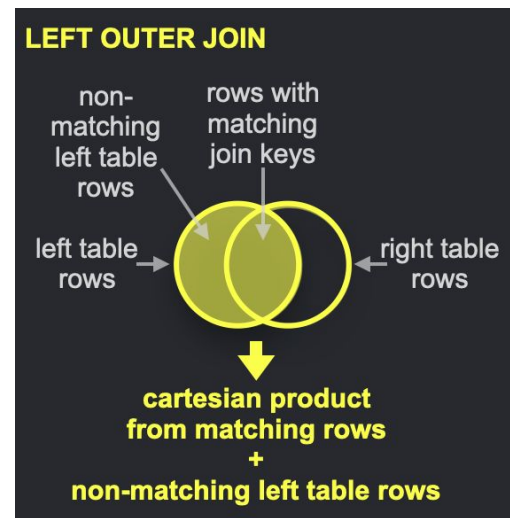 LEFT OUTER JOIN
non-
matching
left table
rows
rows with
matching
join keys
left table
rows
right table
rows
cartesian product
from matching rows
+
non-matching left table rows